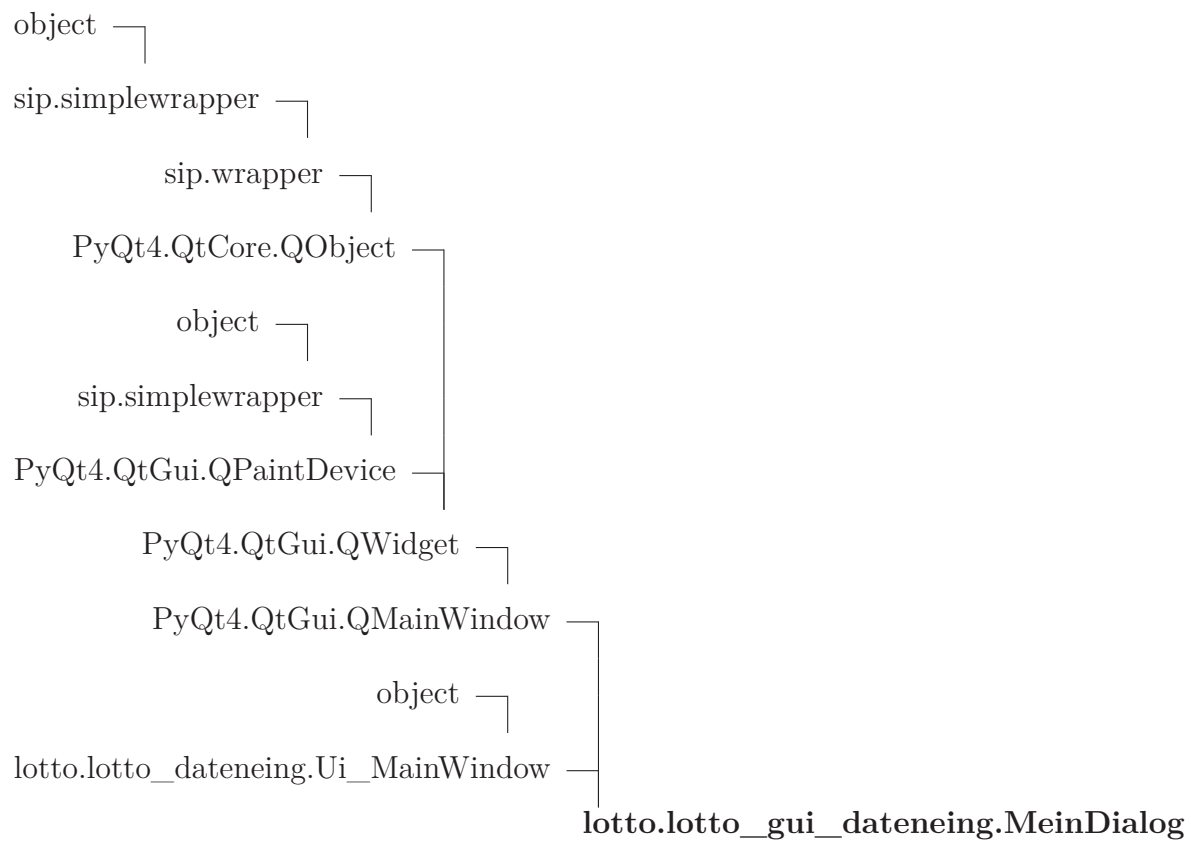 object
sip.simplewrapper
sip.wrapper
PyQt4.QtCore.QObject
object
sip.simplewrapper
PyQt4.QtGui.QPaintDevice
PyQt4.QtGui.QWidget
PyQt4.QtGui.QMainWindow
object
lotto.lotto_dateneing.Ui_MainWindow
lotto.lotto_gui_dateneing.MeinDialog